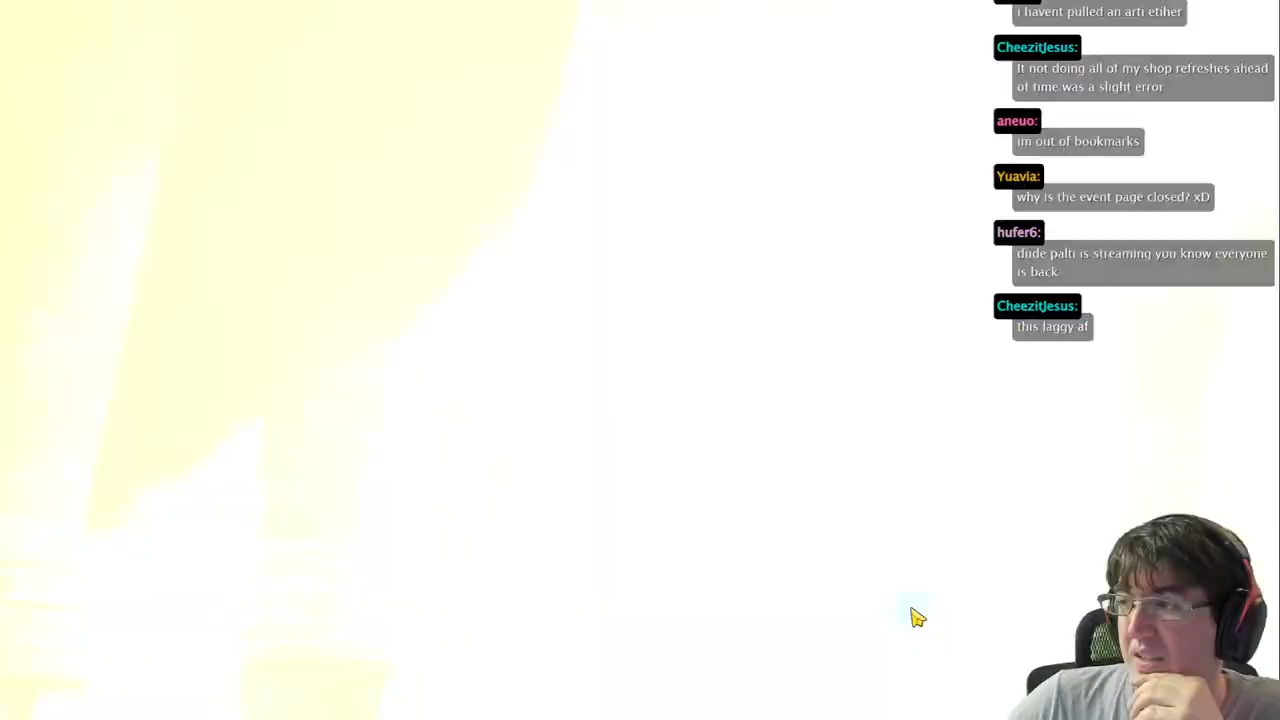 i havent pulled an arti etiher
CheezitJesus:
It not doing all of my shop refreshes ahead
of time was a slight error
aneuo:
im out of bookmarks
Yuavia:
why is the event page closed? xD
hufer6:
dude palti is streaming you know everyone
is back
CheezitJesus:
this laggy af